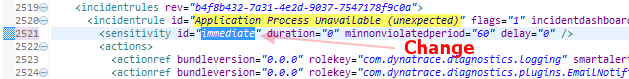 2519 <incidentrules rev="b4f8b432-7a31-4e2d-9037-7547178f9c0a">
2520 <incidentrule id="Application Process Unavailable (unexpected)" flags="1" incidentdashboard
2521 <sensitivity id="immediate" duration="0" minnonviolatedperiod="60" delay="0" />
Change
2522 <actions>
2523 <actionref bundleversion="0.0.0" rolekey="com.dynatrace.diagnostics.Logging" smartalert
<actionref bundleversion="0.0.0" rolekey="com.dynatrace.diagnostics.plugins.EmailNotif